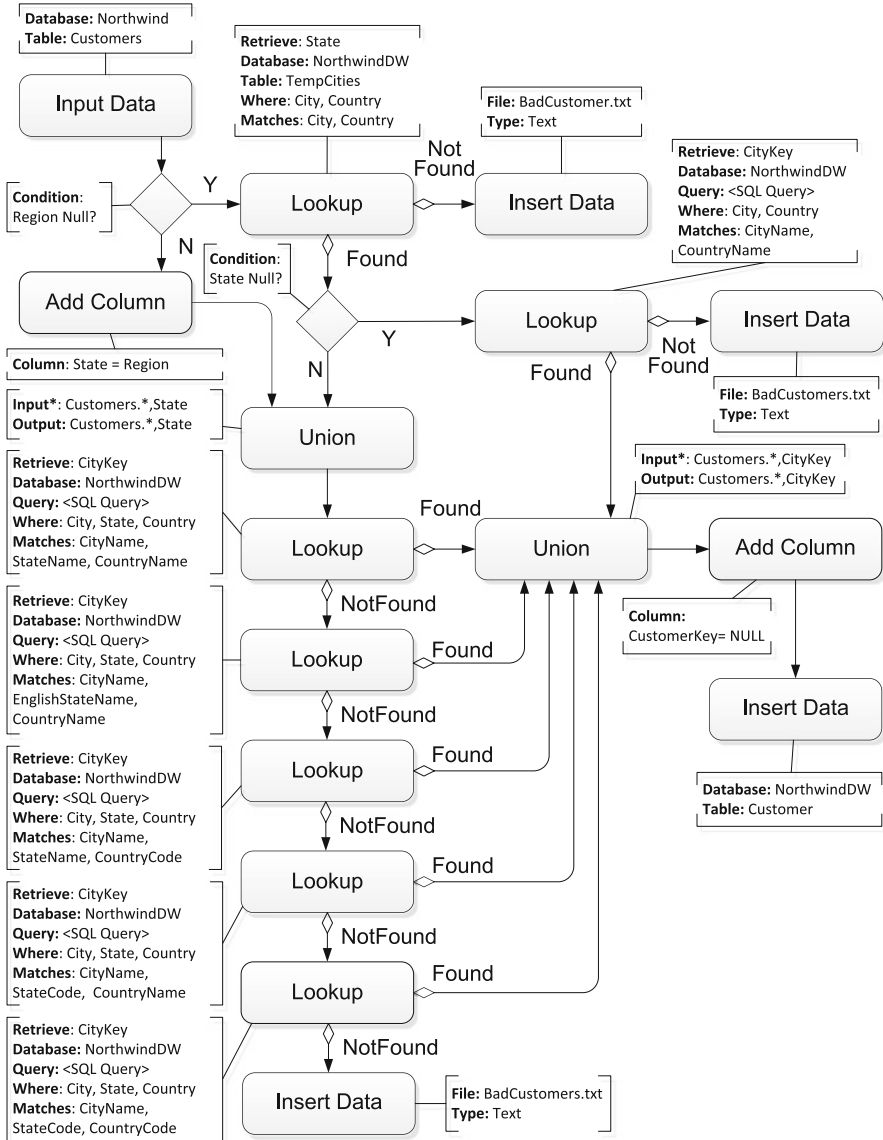 Database: Northwind
Table: Customers
Input Data
Retrieve: State
Database: NorthwindDW
Table: TempCities
Where: City, Country
Matches: City, Country
File: BadCustomer.txt
Type: Text
Retrieve: CityKey
Database: NorthwindDW
Query: <SQL Query>
Where: City, Country
Matches: CityName,
CountryName
Condition:
Region Null?
Y
Lookup
Not
Found
Insert Data
N
Found
Condition:
State Null?
Add Column
Y
Lookup
Not
Found
Insert Data
Column: State = Region
N
Found
File: BadCustomers.txt
Type: Text
Input*: Customers.*,State
Output: Customers.*,State
Union
Input*: Customers.*,CityKey
Output: Customers.*,CityKey
Retrieve: CityKey
Database: NorthwindDW
Query: <SQL Query>
Where: City, State, Country
Matches: CityName,
StateName, CountryName
Lookup
Found
Union
Add Column
NotFound
Column:
CustomerKey= NULL
Retrieve: CityKey
Database: NorthwindDW
Query: <SQL Query>
Where: City, State, Country
Matches: CityName,
EnglishStateName,
CountryName
Lookup
Found
Insert Data
NotFound
Database: NorthwindDW
Table: Customer
Retrieve: CityKey
Database: NorthwindDW
Query: <SQL Query>
Where: City, State, Country
Matches: CityName,
StateName, CountryCode
Lookup
Found
NotFound
Retrieve: CityKey
Database: NorthwindDW
Query: <SQL Query>
Where: City, State, Country
Matches: CityName,
StateCode, CountryName
Lookup
Found
NotFound
Lookup
Found
Retrieve: CityKey
Database: NorthwindDW
Query: <SQL Query>
Where: City, State, Country
Matches: CityName,
StateCode, CountryCode
NotFound
Insert Data
File: BadCustomers.txt
Type: Text